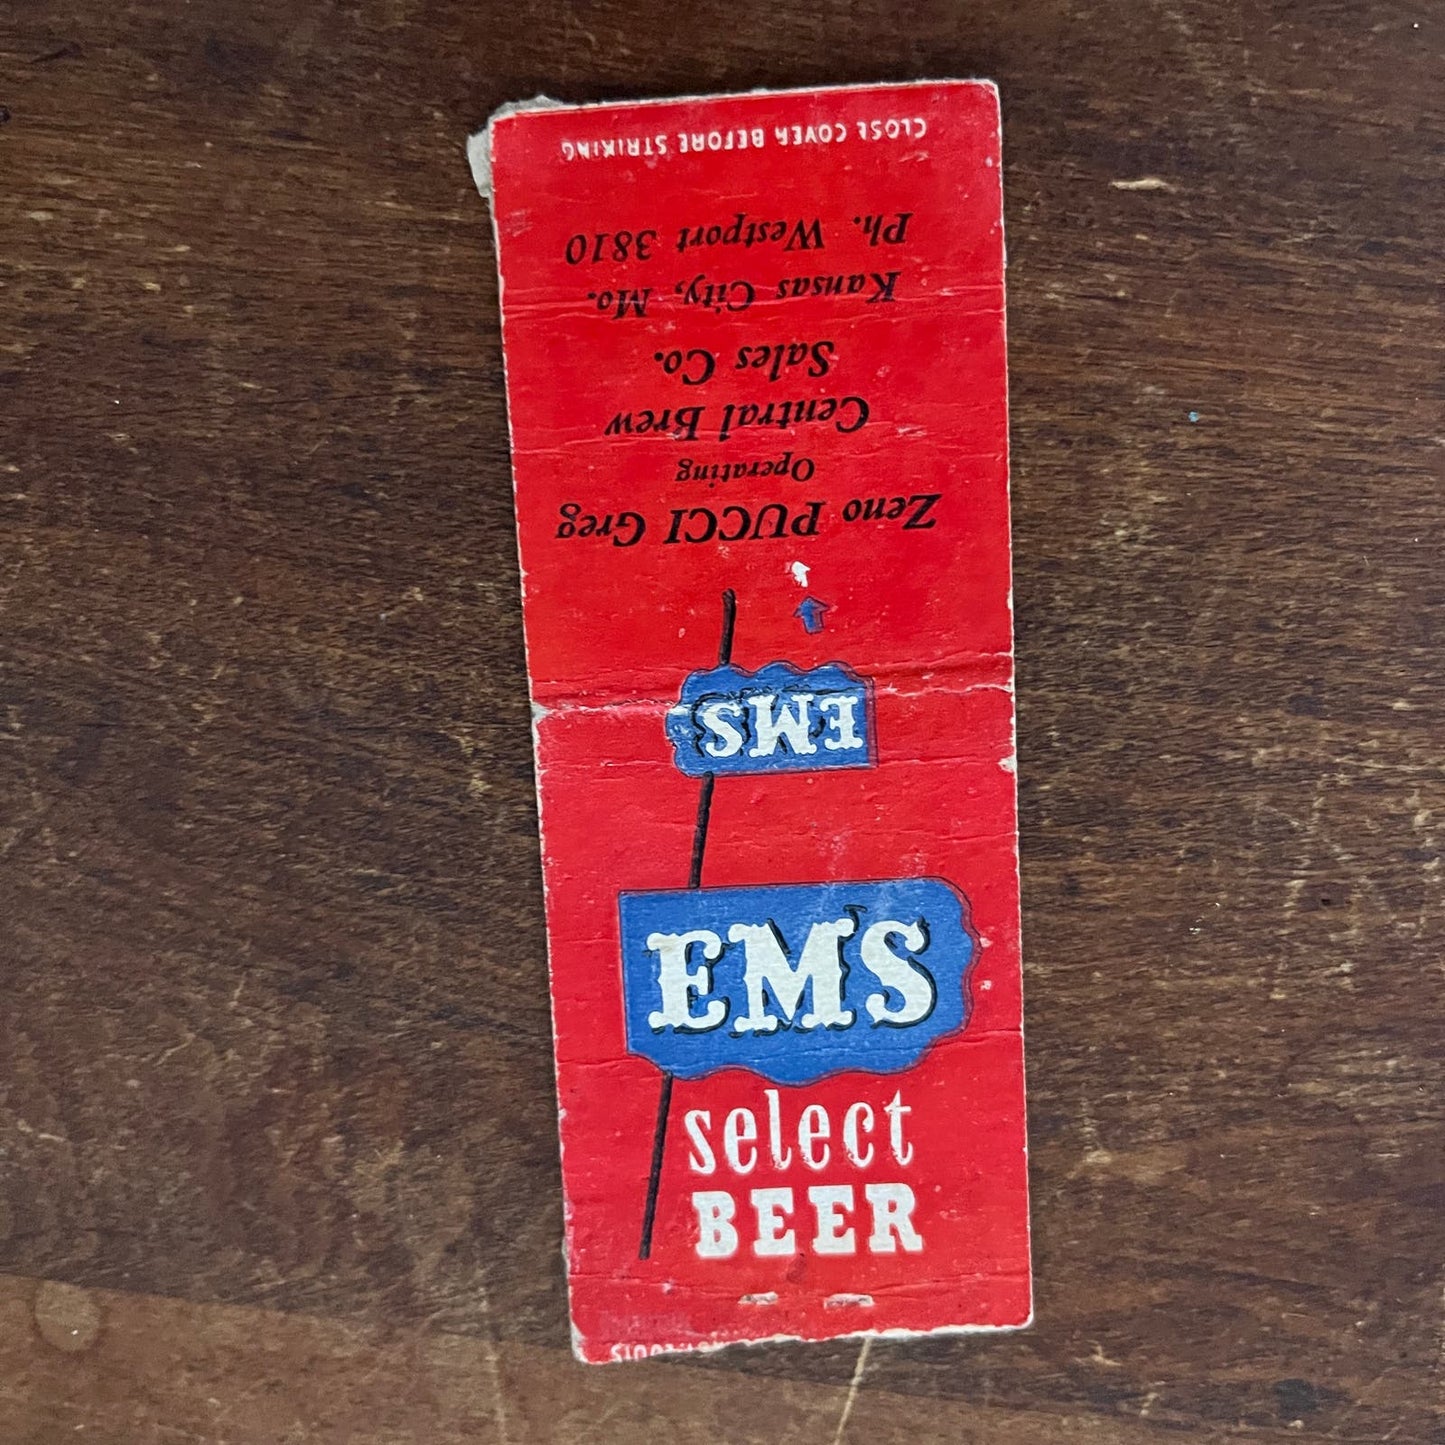 EMS
select
BEER
EMS
Zeno PUCCI Greg
Operating
Central Brew
Sales Co.
Kansas City, Mo.
Ph. Westport 3810
CLOSE COVER BEFORE STRIKING